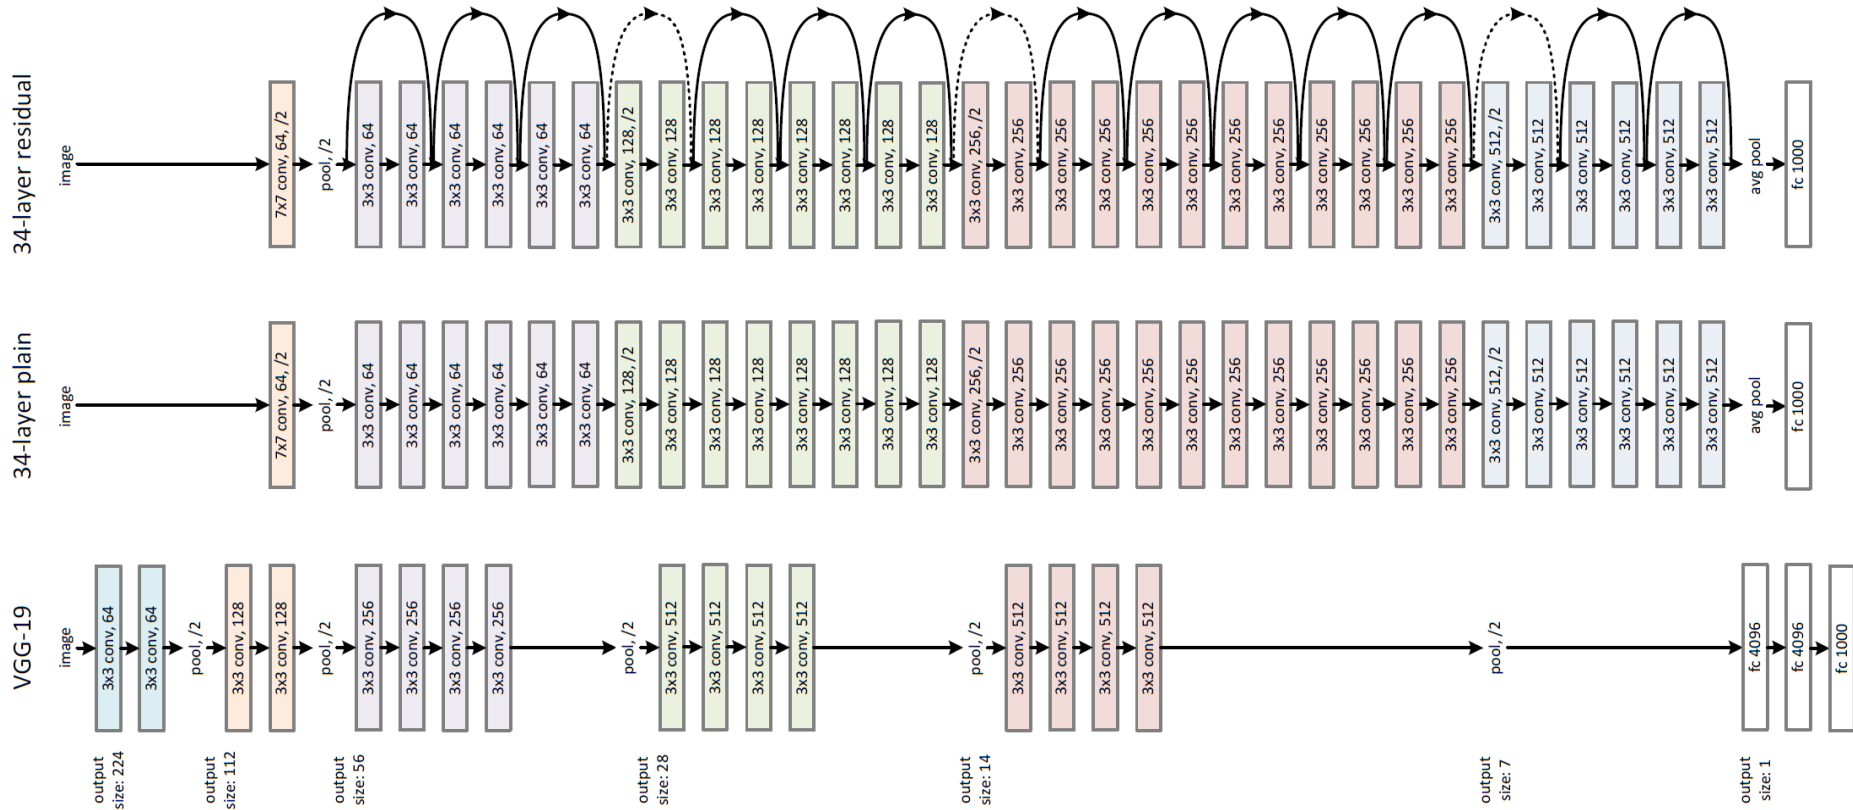 34-layer residual
image
7x7 conv, 64, /2
pool, /2
3x3 conv, 64
3x3 conv, 64
3x3 conv, 64
3x3 conv, 64
3x3 conv, 64
3x3 conv, 64
3x3 conv, 128, /2
3x3 conv, 128
3x3 conv, 128
3x3 conv, 128
3x3 conv, 128
3x3 conv, 128
3x3 conv, 128
3x3 conv, 128
3x3 conv, 256, /2
3x3 conv, 256
3x3 conv, 256
3x3 conv, 256
3x3 conv, 256
3x3 conv, 256
3x3 conv, 256
3x3 conv, 256
3x3 conv, 256
3x3 conv, 256
3x3 conv, 256
3x3 conv, 256
3x3 conv, 512, /2
3x3 conv, 512
3x3 conv, 512
3x3 conv, 512
3x3 conv, 512
3x3 conv, 512
avg pool
fc 1000
34-layer plain
image
7x7 conv, 64, /2
pool, /2
3x3 conv, 64
3x3 conv, 64
3x3 conv, 64
3x3 conv, 64
3x3 conv, 64
3x3 conv, 64
3x3 conv, 128, /2
3x3 conv, 128
3x3 conv, 128
3x3 conv, 128
3x3 conv, 128
3x3 conv, 128
3x3 conv, 128
3x3 conv, 128
3x3 conv, 256, /2
3x3 conv, 256
3x3 conv, 256
3x3 conv, 256
3x3 conv, 256
3x3 conv, 256
3x3 conv, 256
3x3 conv, 256
3x3 conv, 256
3x3 conv, 256
3x3 conv, 256
3x3 conv, 256
3x3 conv, 512, /2
3x3 conv, 512
3x3 conv, 512
3x3 conv, 512
3x3 conv, 512
3x3 conv, 512
avg pool
fc 1000
VGG-19
image
3x3 conv, 64
3x3 conv, 64
pool, /2
3x3 conv, 128
3x3 conv, 128
pool, /2
3x3 conv, 256
3x3 conv, 256
3x3 conv, 256
3x3 conv, 256
pool, /2
3x3 conv, 512
3x3 conv, 512
3x3 conv, 512
3x3 conv, 512
pool, /2
3x3 conv, 512
3x3 conv, 512
3x3 conv, 512
3x3 conv, 512
pool, /2
fc 4096
fc 4096
fc 1000
output
size: 224
output
size: 112
output
size: 56
output
size: 28
output
size: 14
output
size: 7
output
size: 1